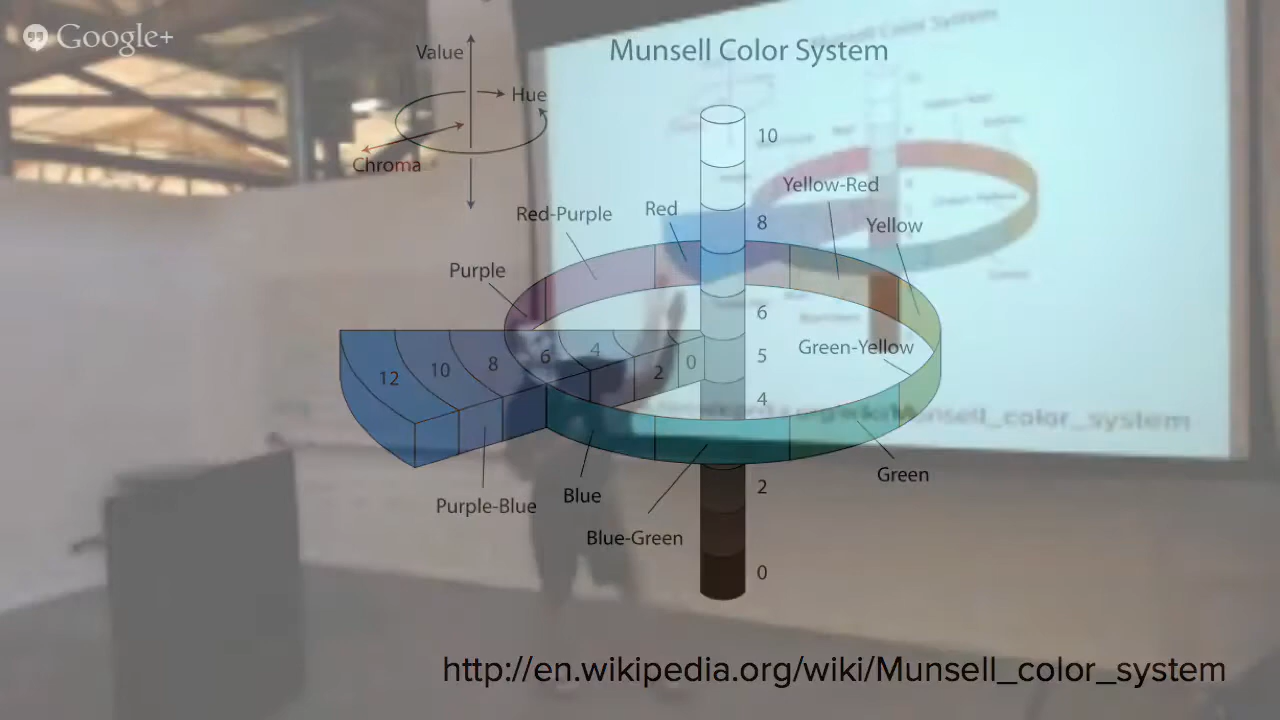 Google+
Munsell Color System
Value
Hue
Chroma
10
Yellow-Red
Red-Purple
Red
8
Yellow
Purple
6
Green-Yellow
12
10
8
6
4
2
0
5
4
Munsell_color_system
Green
2
Purple-Blue
Blue
Blue-Green
0
http://en.wikipedia.org/wiki/Munsell_color_system